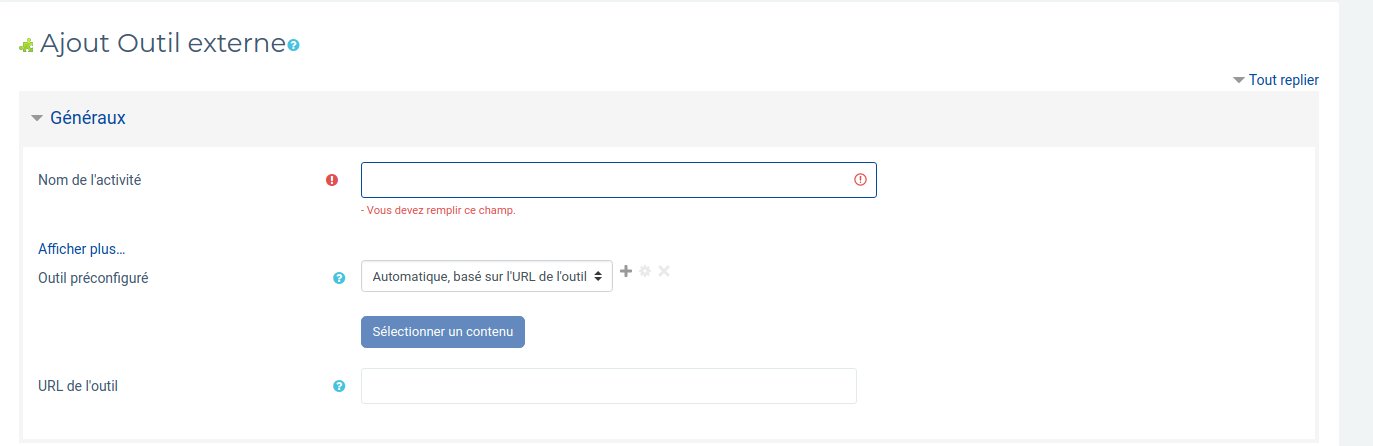 Ajout Outil externe
Tout replier
Généraux
Nom de l'activité
- Vous devez remplir ce champ.
Afficher plus...
Outil préconfiguré
Automatique, basé sur l'URL de l'outil
Sélectionner un contenu
URL de l'outil